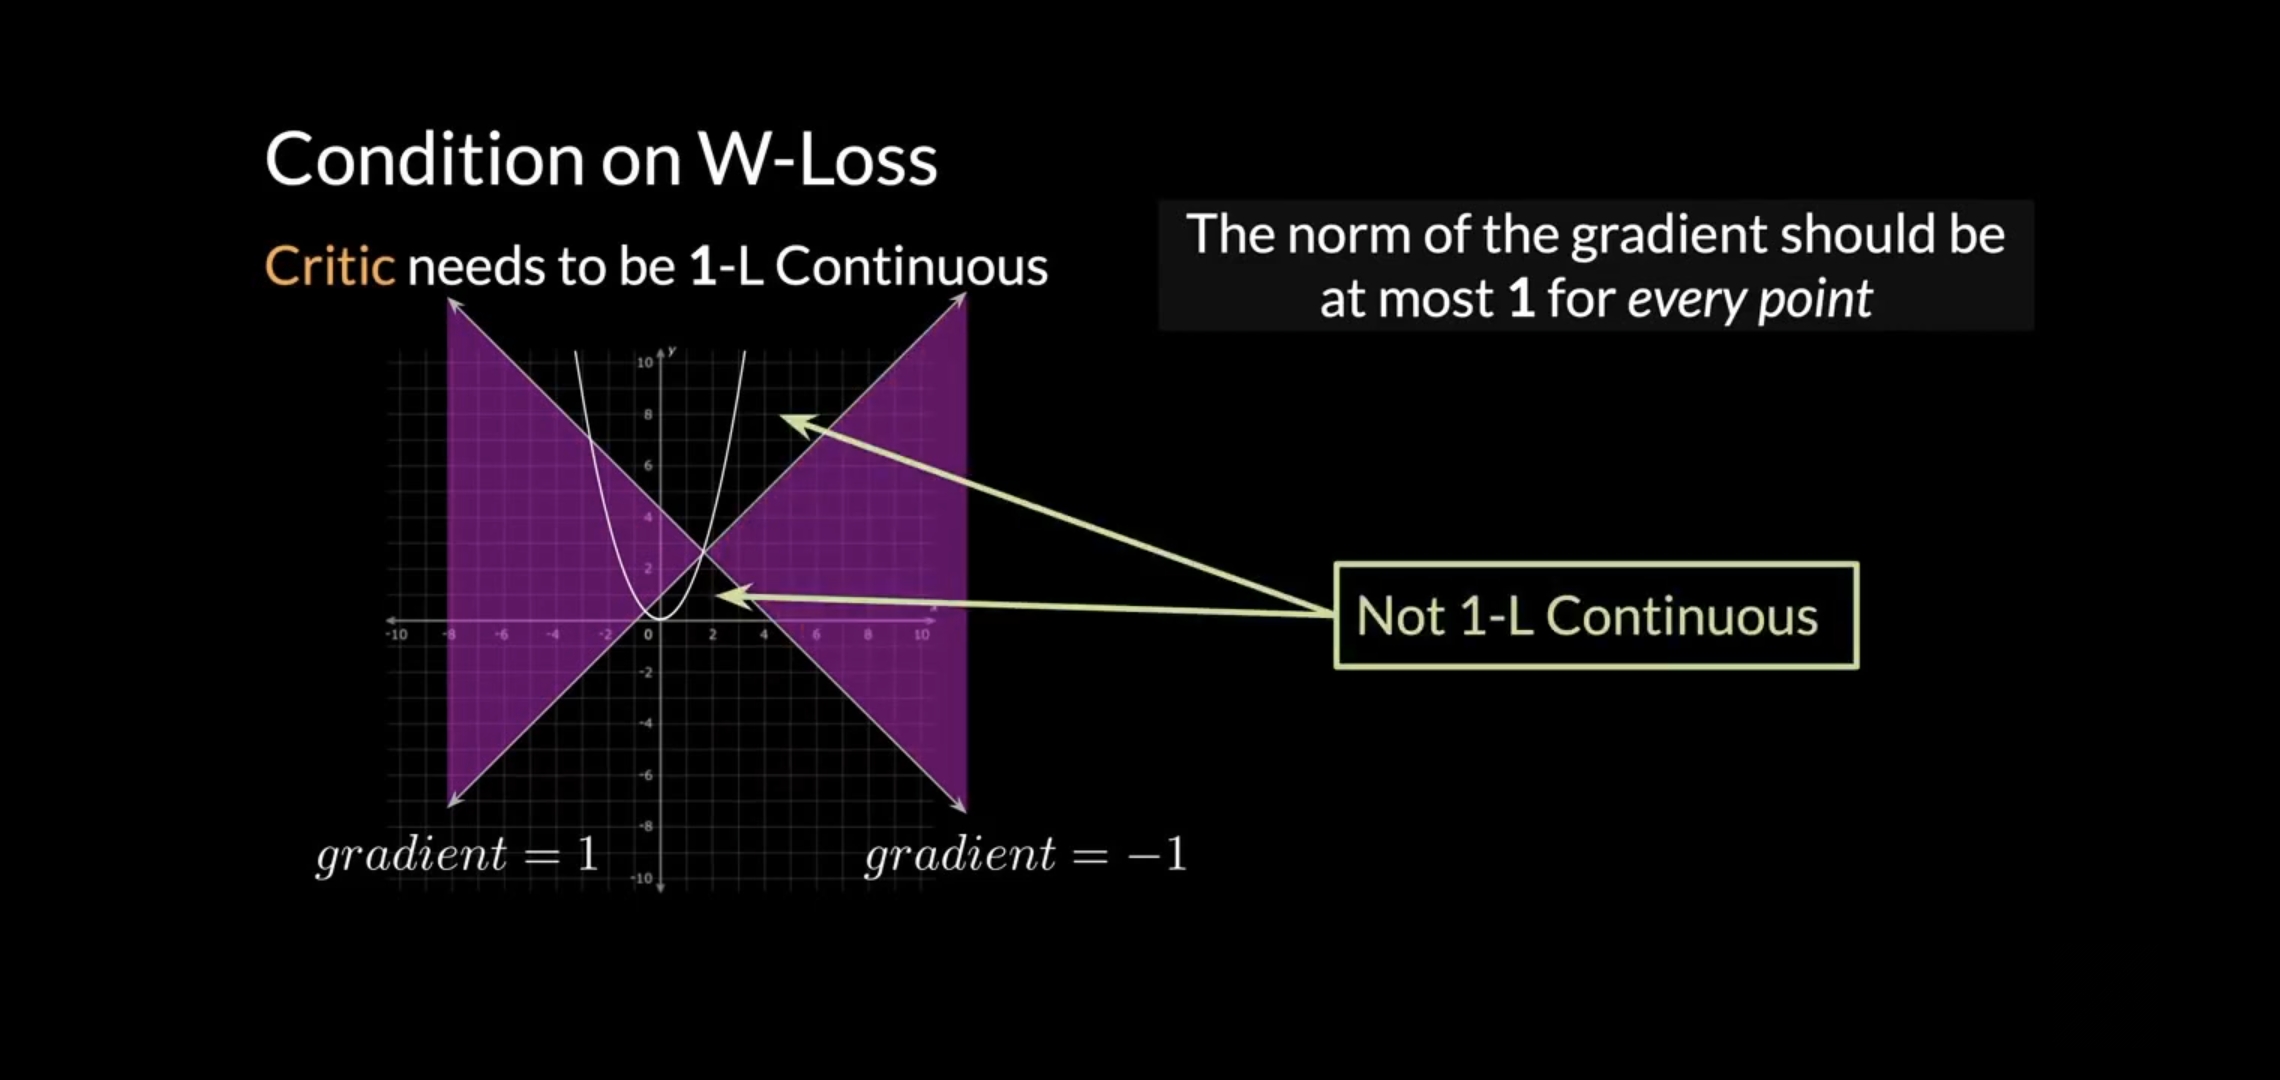 Condition on W-Loss
Critic needs to be 1-L Continuous
The norm of the gradient should be
at most 1 for every point
y
10
8
6
4
2
-10 -8 -6 -4 -2 0 2 4 6 8 10
-2
-4
-6
-8
-10
Not 1-L Continuous
gradient = 1
gradient = −1